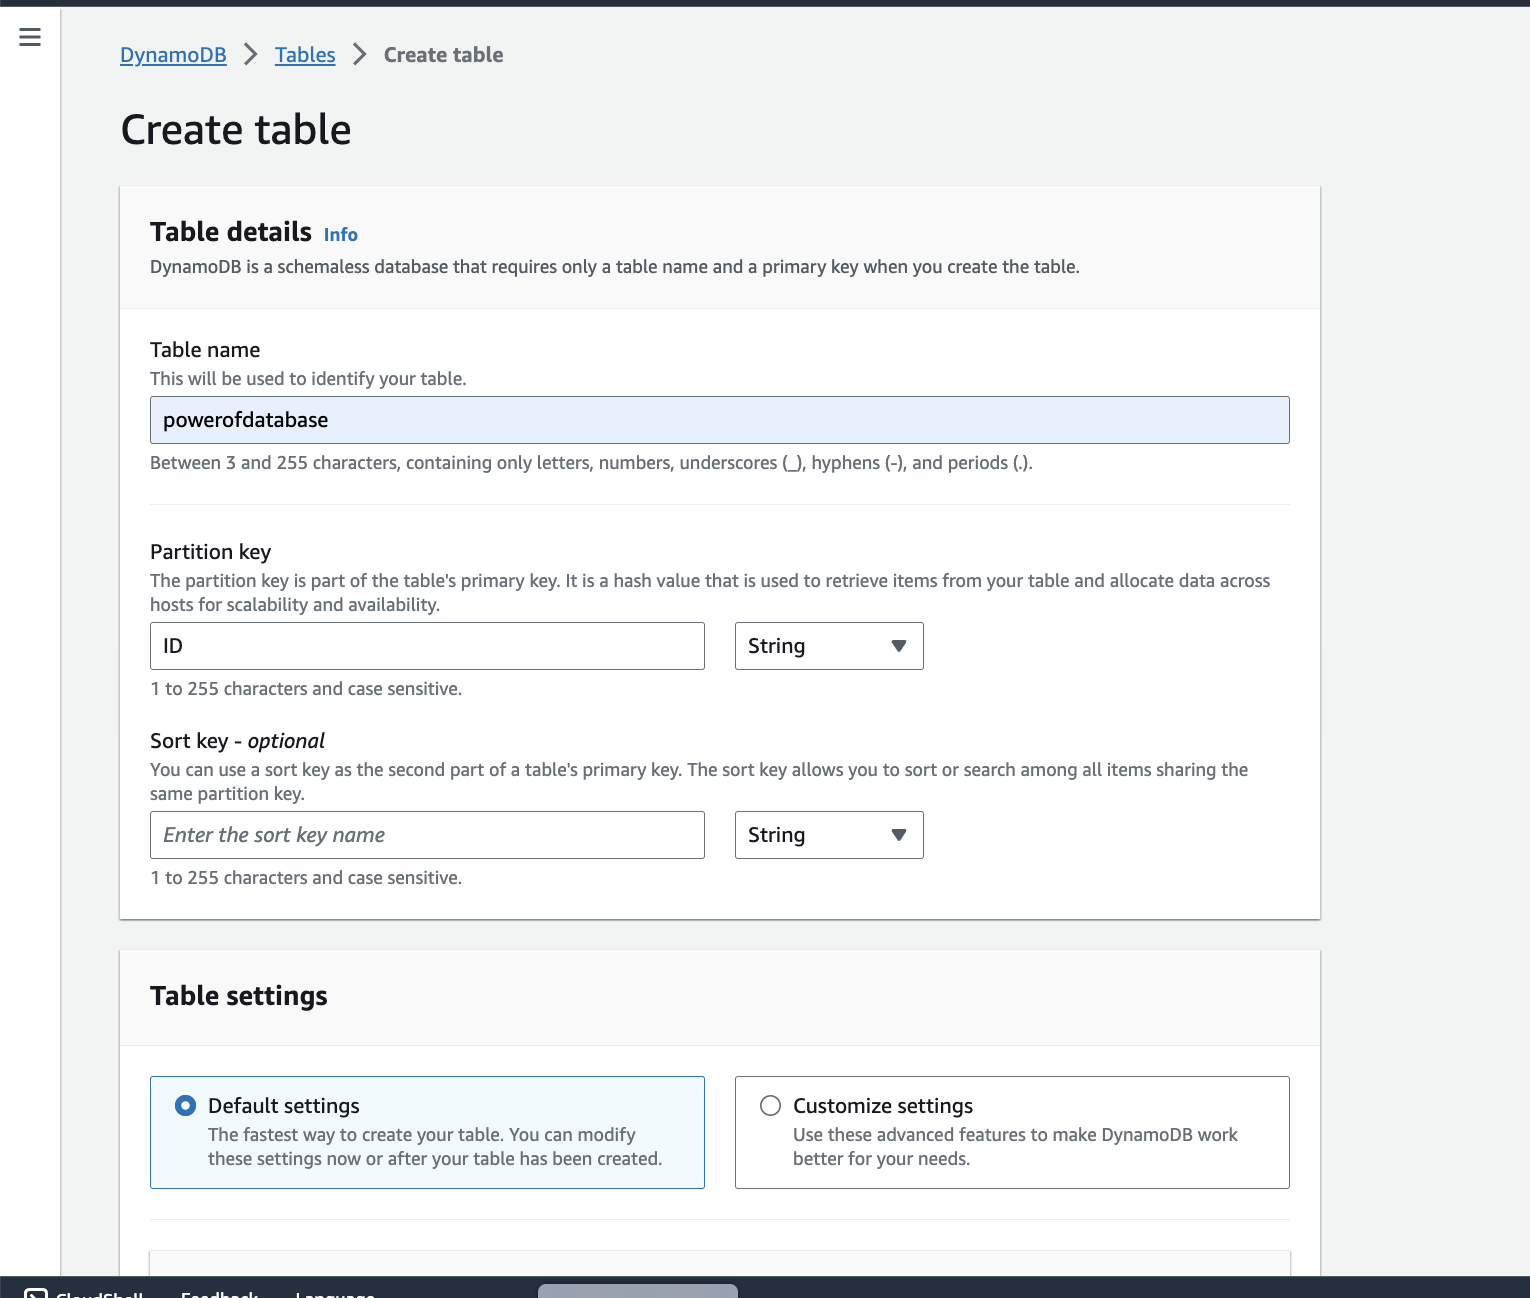 DynamoDB > Tables > Create table
Create table
Table details Info
DynamoDB is a schemaless database that requires only a table name and a primary key when you create the table.
Table name
This will be used to identify your table.
powerofdatabase
Between 3 and 255 characters, containing only letters, numbers, underscores (_), hyphens (-), and periods (.).
Partition key
The partition key is part of the table's primary key. It is a hash value that is used to retrieve items from your table and allocate data across
hosts for scalability and availability.
ID String
1 to 255 characters and case sensitive.
Sort key - optional
You can use a sort key as the second part of a table's primary key. The sort key allows you to sort or search among all items sharing the
same partition key.
Enter the sort key name String
1 to 255 characters and case sensitive.
Table settings
Default settings
The fastest way to create your table. You can modify
these settings now or after your table has been created.
Customize settings
Use these advanced features to make DynamoDB work
better for your needs.
CloudShell Feedback Language